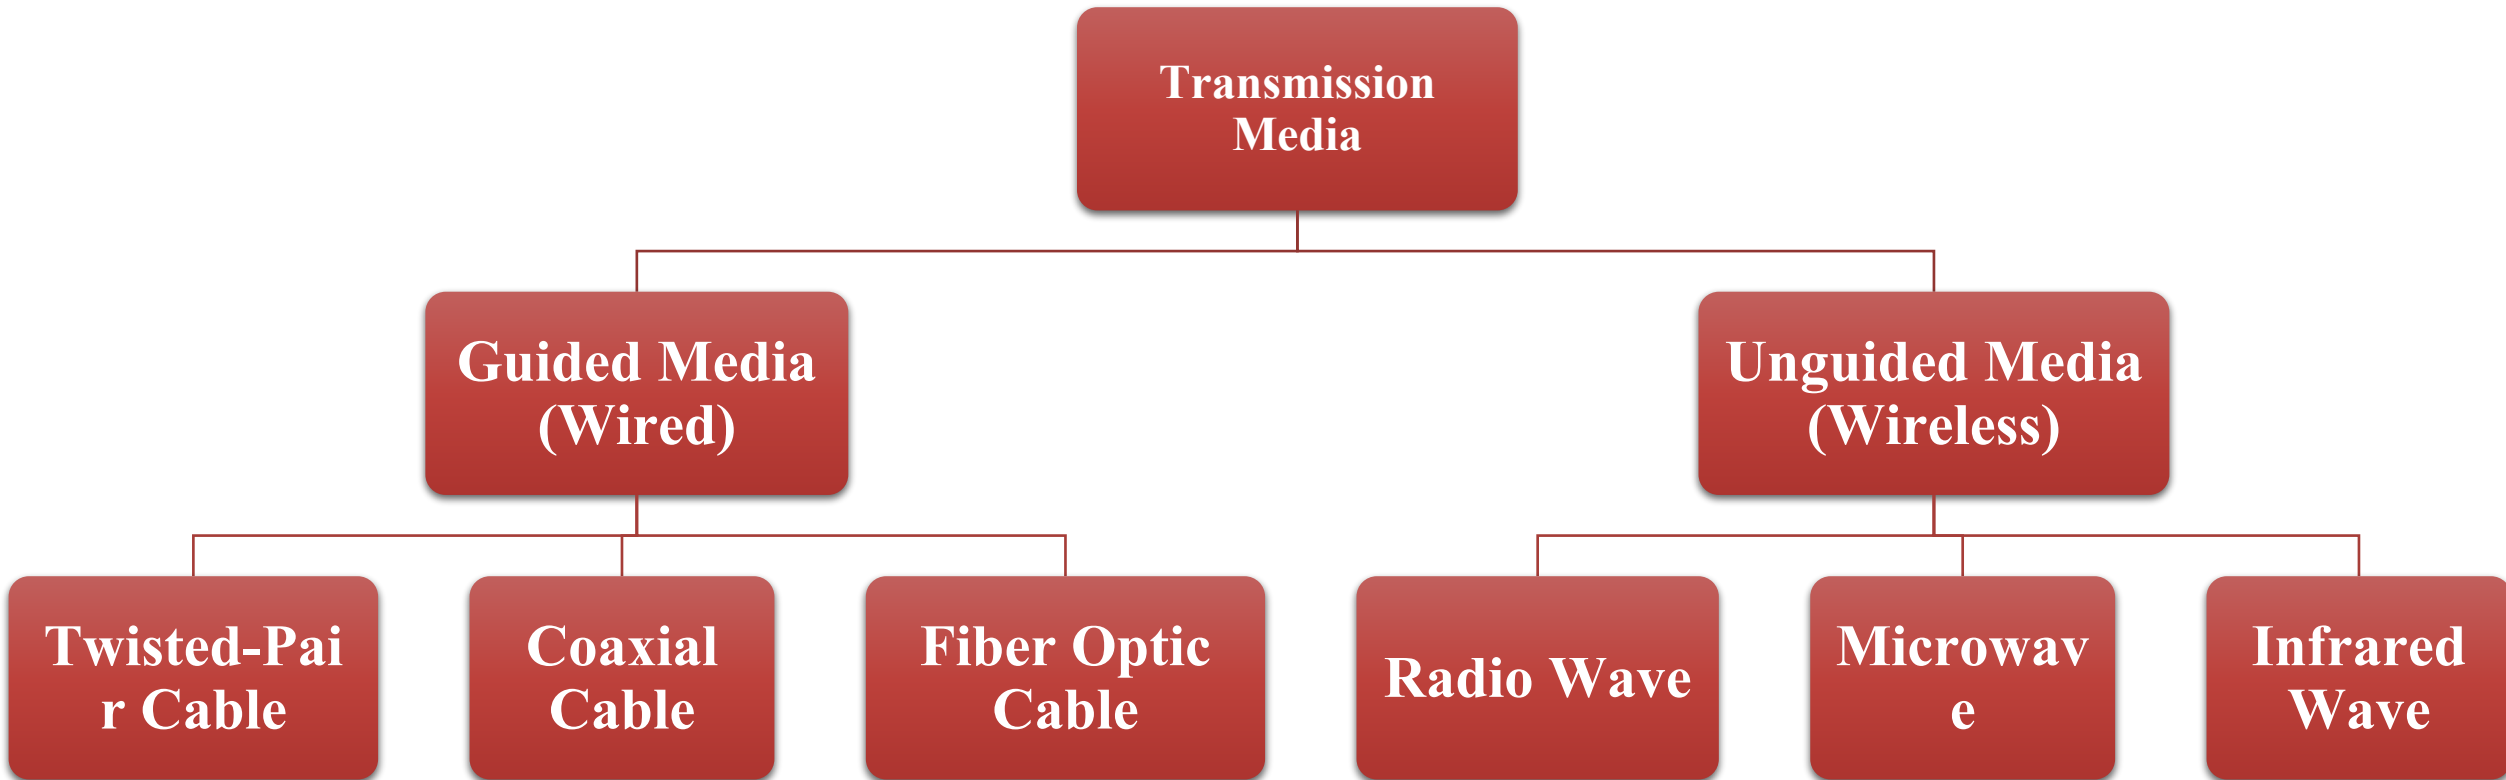 Transmission
Media
Guided Media
(Wired)
Unguided Media
(Wireless)
Twisted-Pai
r Cable
Coaxial
Cable
Fiber Optic
Cable
Radio Wave
Microwav
e
Infrared
Wave